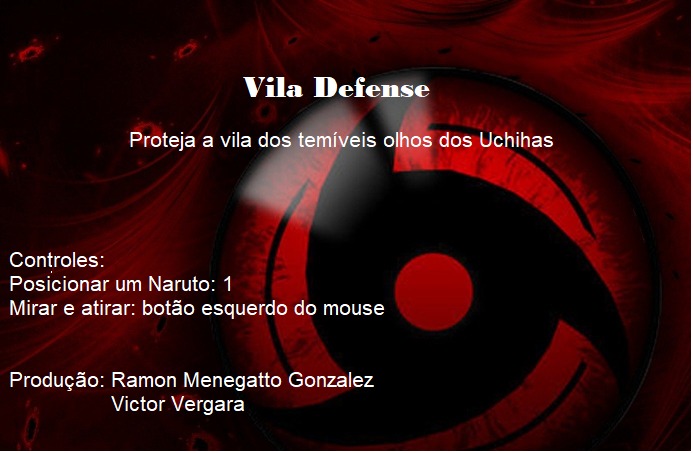 Vila Defense
Proteja a vila dos temíveis olhos dos Uchihas
Controles:
Posicionar um Naruto: 1
Mirar e atirar: botão esquerdo do mouse
Produção: Ramon Menegatto Gonzalez
Victor Vergara